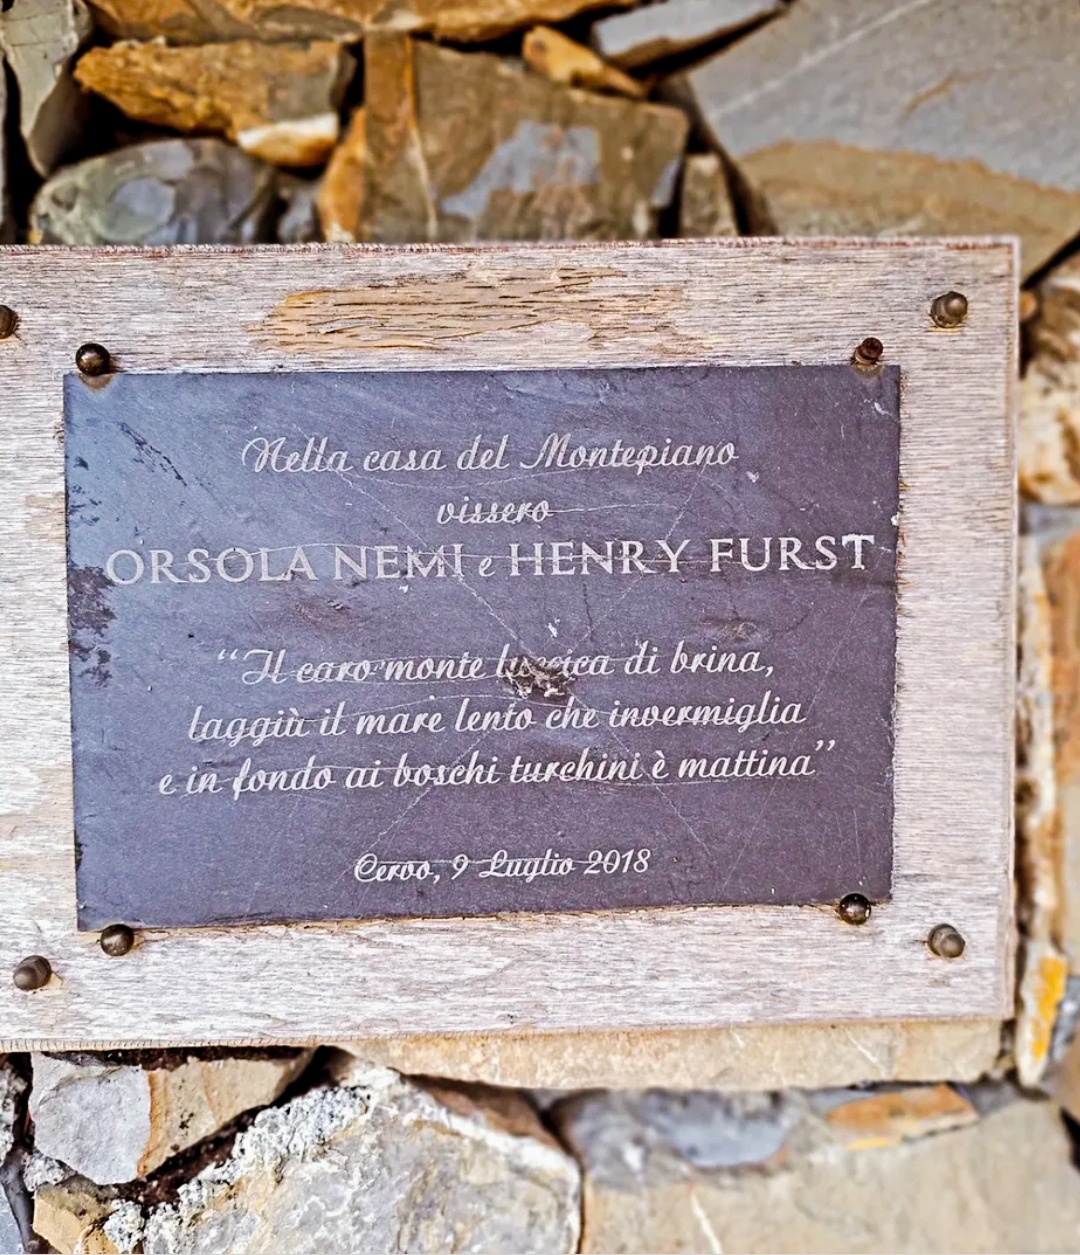 Nella casa del Montepiano
vissero
ORSOLA NEMI e HENRY FURST
“Il caro monte luccica di brina,
laggiù il mare lento che invermiglia
e in fondo ai boschi turchini è mattina”
Cervo, 9 Luglio 2018